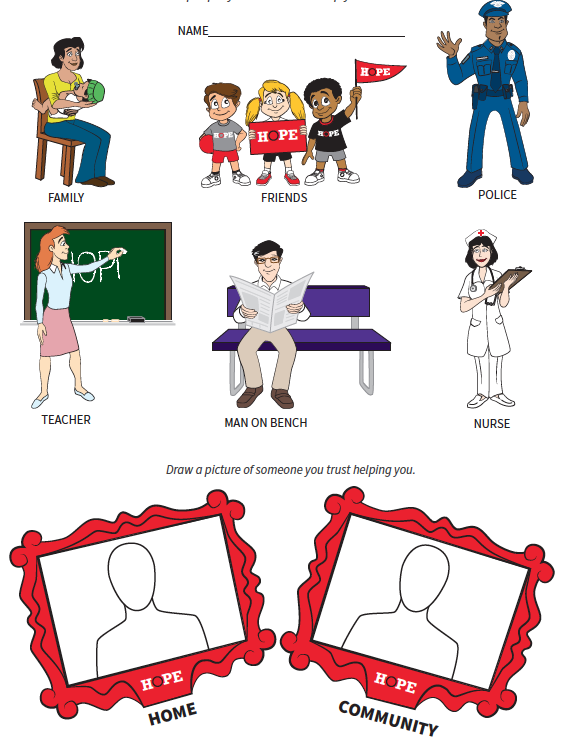 NAME
HOPE
HOPE
HOPE
HOPE
FAMILY
FRIENDS
POLICE
HOPE
TEACHER
MAN ON BENCH
NURSE
Draw a picture of someone you trust helping you.
HOPE
HOPE
HOME
COMMUNITY